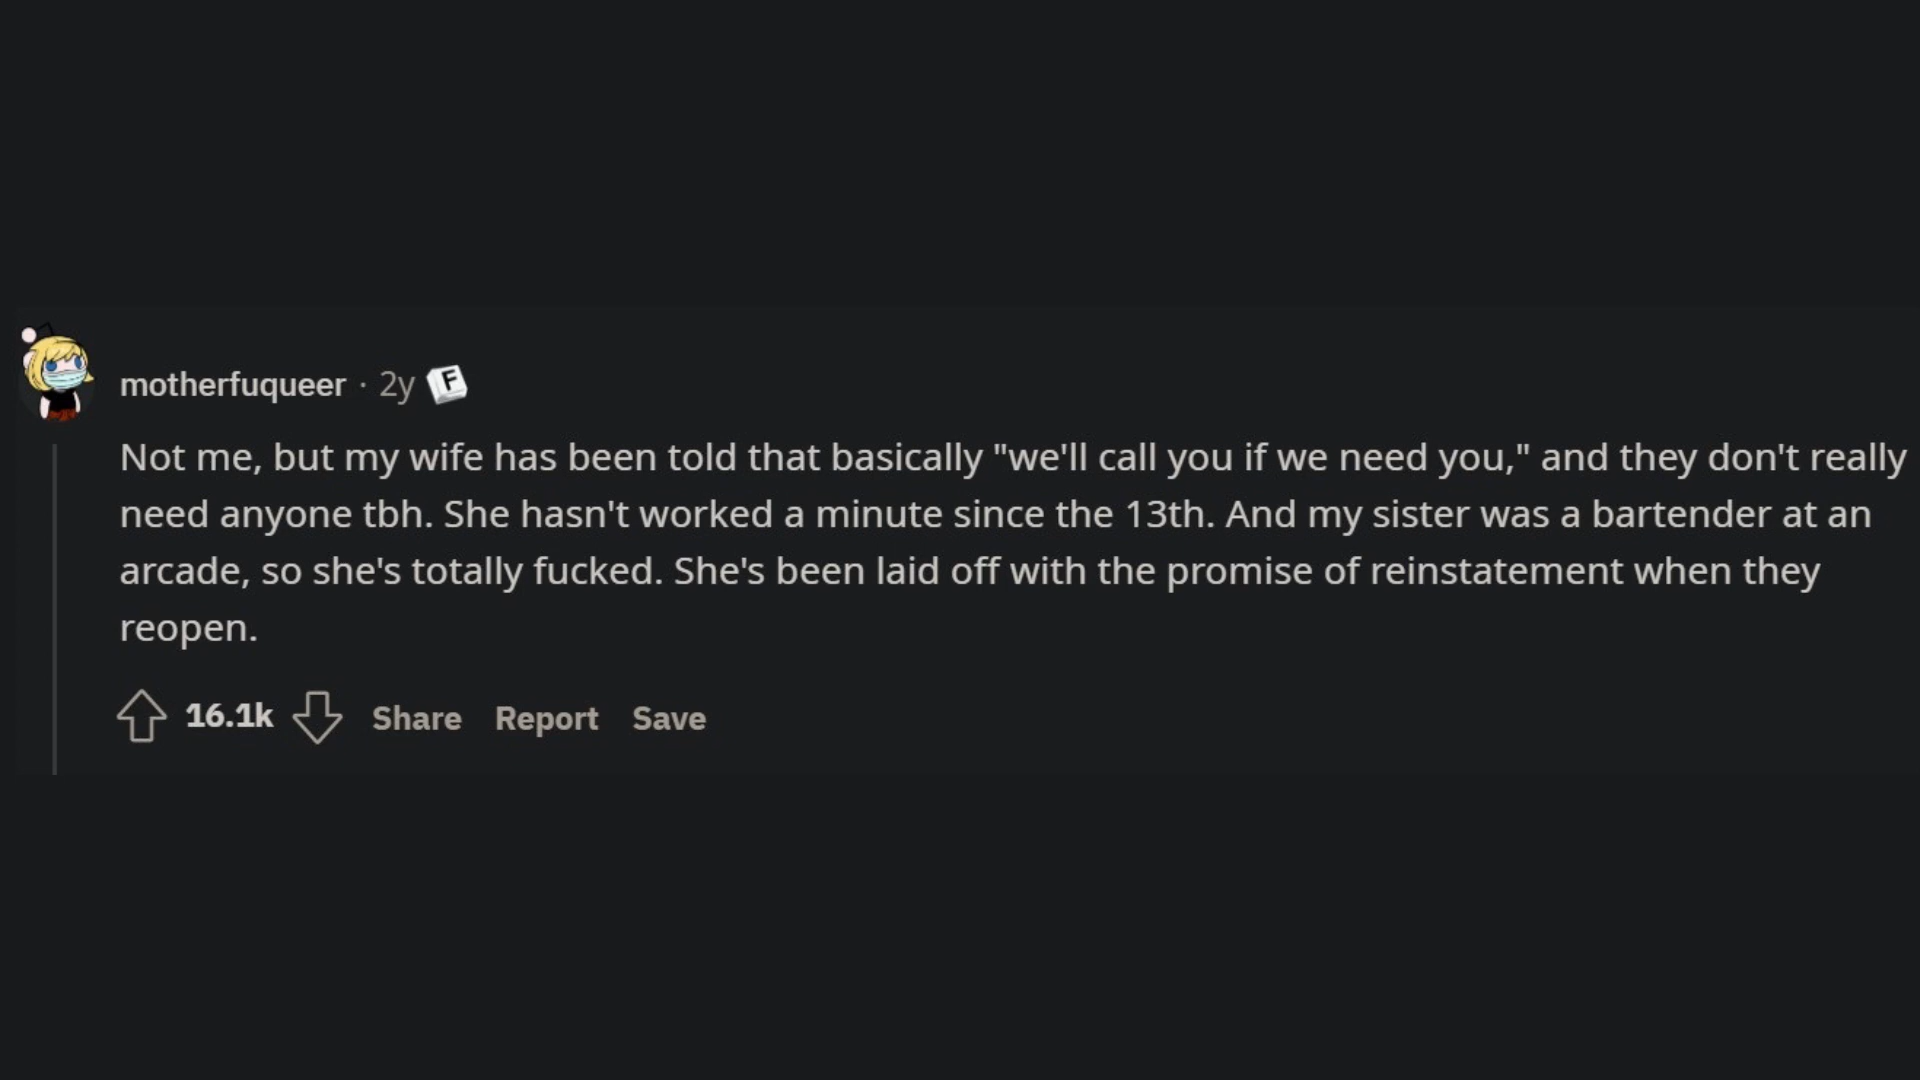 motherfuqueer · 2y F
Not me, but my wife has been told that basically "we'll call you if we need you," and they don't really
need anyone tbh. She hasn't worked a minute since the 13th. And my sister was a bartender at an
arcade, so she's totally fucked. She's been laid off with the promise of reinstatement when they
reopen.
16.1k Share Report Save